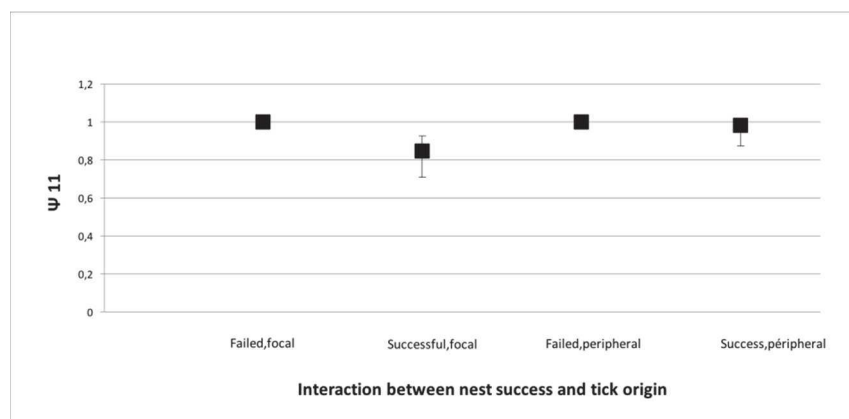 1,2
1
0,8
0,6
0,4
0,2
0
Ψ 11
Failed,focal
Successful,focal
Failed,peripheral
Success,péripheral
Interaction between nest success and tick origin